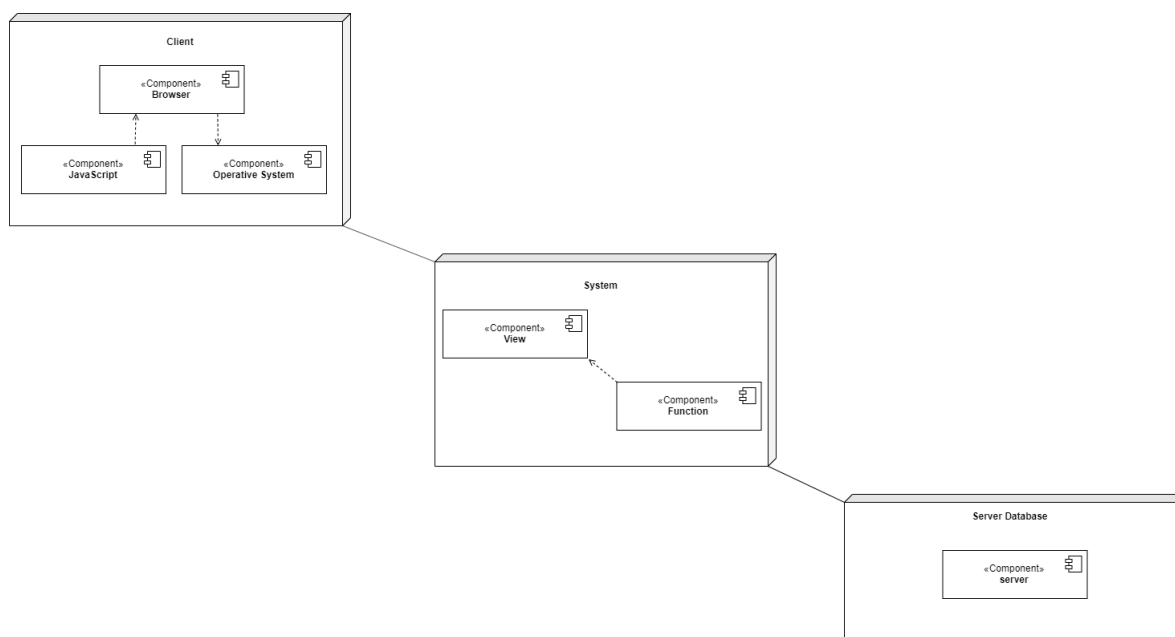 Client
«Component»
Browser
«Component»
JavaScript
«Component»
Operative System
System
«Component»
View
«Component»
Function
Server Database
«Component»
server